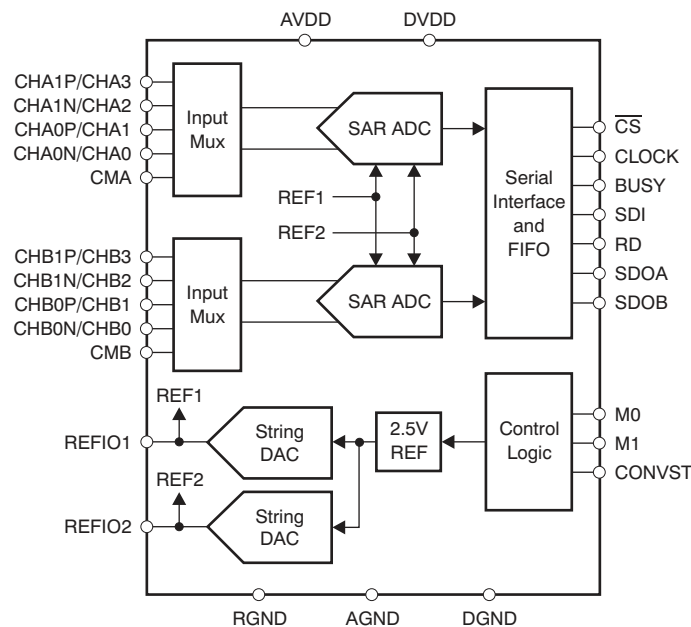 AVDD
DVDD
CHA1P/CHA3
CHA1N/CHA2
CHA0P/CHA1
CHA0N/CHA0
CMA
Input
Mux
SAR ADC
REF1
REF2
CHB1P/CHB3
CHB1N/CHB2
CHB0P/CHB1
CHB0N/CHB0
CMB
Input
Mux
SAR ADC
Serial
Interface
and
FIFO
CS
CLOCK
BUSY
SDI
RD
SDOA
SDOB
REF1
REFIO1
String
DAC
2.5V
REF
Control
Logic
M0
M1
CONVST
REF2
REFIO2
String
DAC
RGND
AGND
DGND